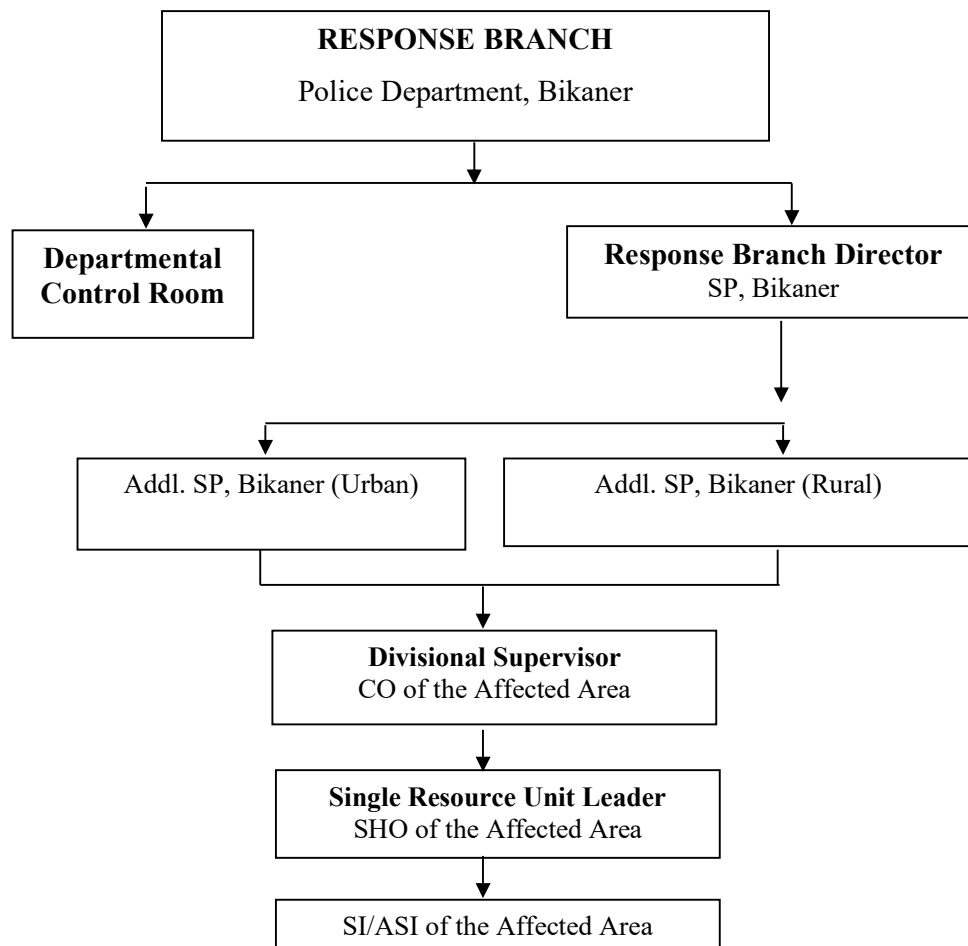 RESPONSE BRANCH
Police Department, Bikaner
Departmental
Control Room
Response Branch Director
SP, Bikaner
Addl. SP, Bikaner (Urban)
Addl. SP, Bikaner (Rural)
Divisional Supervisor
CO of the Affected Area
Single Resource Unit Leader
SHO of the Affected Area
SI/ASI of the Affected Area